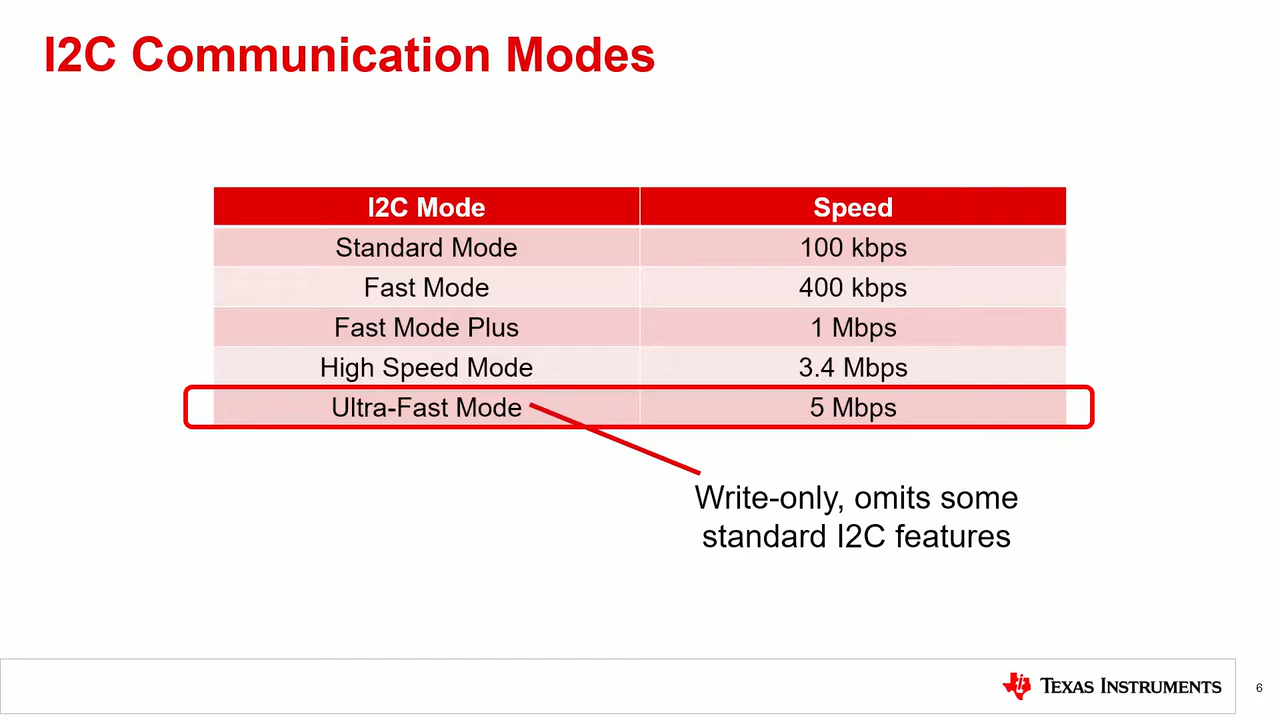 I2C Communication Modes
I2C Mode Speed
Standard Mode 100 kbps
Fast Mode 400 kbps
Fast Mode Plus 1 Mbps
High Speed Mode 3.4 Mbps
Ultra-Fast Mode 5 Mbps
Write-only, omits some
standard I2C features
TEXAS INSTRUMENTS 6